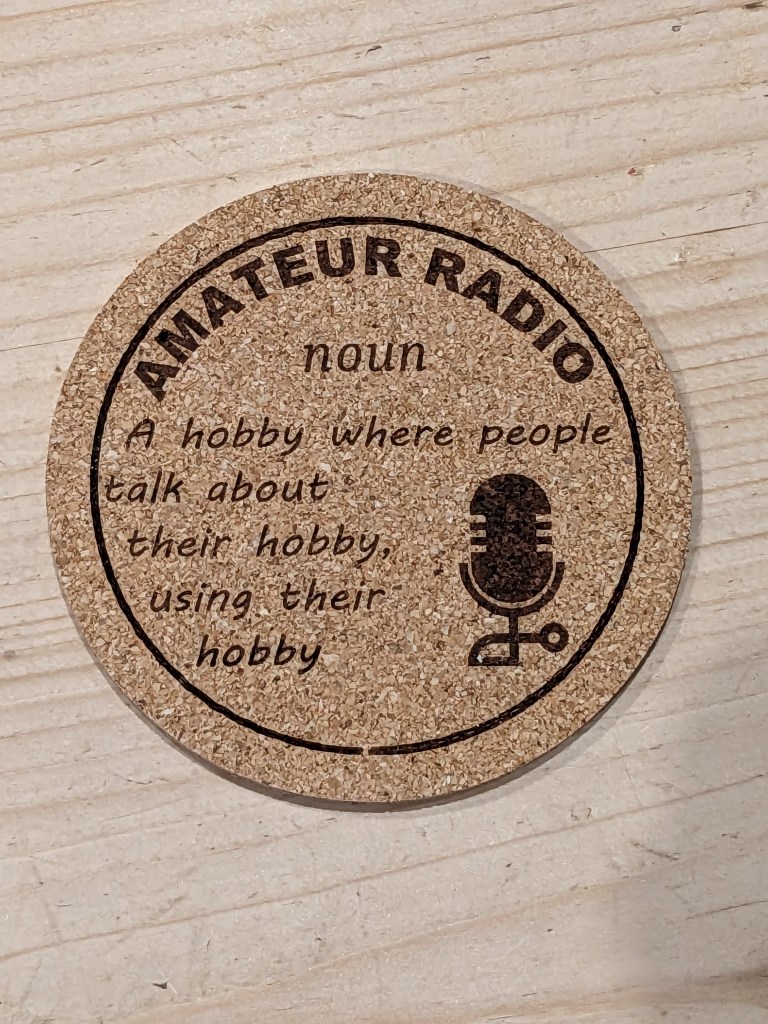 AMATEUR RADIO
noun
A hobby where people
talk about
their hobby,
using their
hobby